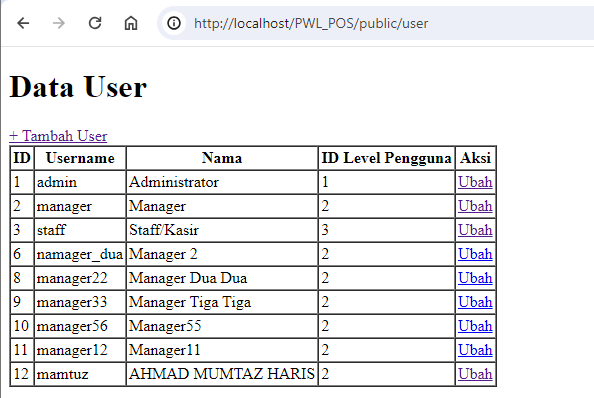 http://localhost/PWL_POS/public/user
Data User
+ Tambah User
ID Username Nama ID Level Pengguna Aksi
1 admin Administrator 1 Ubah
2 manager Manager 2 Ubah
3 staff Staff/Kasir 3 Ubah
6 namager_dua Manager 2 2 Ubah
8 manager22 Manager Dua Dua 2 Ubah
9 manager33 Manager Tiga Tiga 2 Ubah
10 manager56 Manager55 2 Ubah
11 manager12 Manager11 2 Ubah
12 mamtuz AHMAD MUMTAZ HARIS 2 Ubah